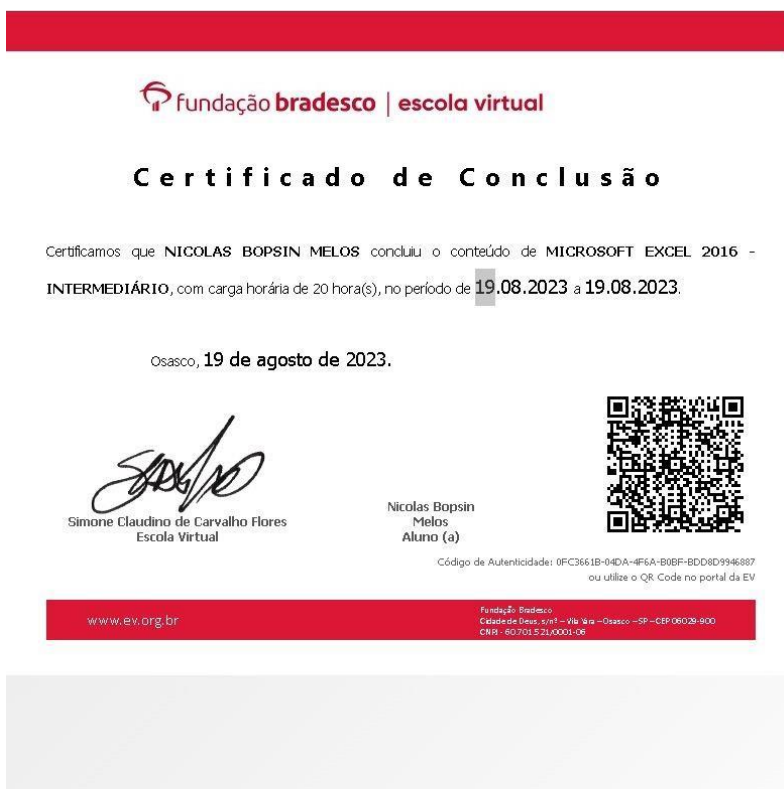 fundação bradesco | escola virtual
Certificado de Conclusão
Certificamos que NICOLAS BOPSIN MELOS concluiu o conteúdo de MICROSOFT EXCEL 2016 -
INTERMEDIÁRIO, com carga horária de 20 hora(s), no período de 19.08.2023 a 19.08.2023.
Osasco, 19 de agosto de 2023.
Simone Claudino de Carvalho Flores
Escola Virtual
Nicolas Bopsin
Melos
Aluno (a)
Código de Autenticidade: 0FC3661B-04DA-4F6A-B0BF-BDD8D9946887
ou utilize o QR Code no portal da EV
www.ev.org.br
Fundação Bradesco
Cidade de Deus, s/nº – Vila Yara – Osasco – SP – CEP 06029-900
CNPJ - 60.701.521/0001-06